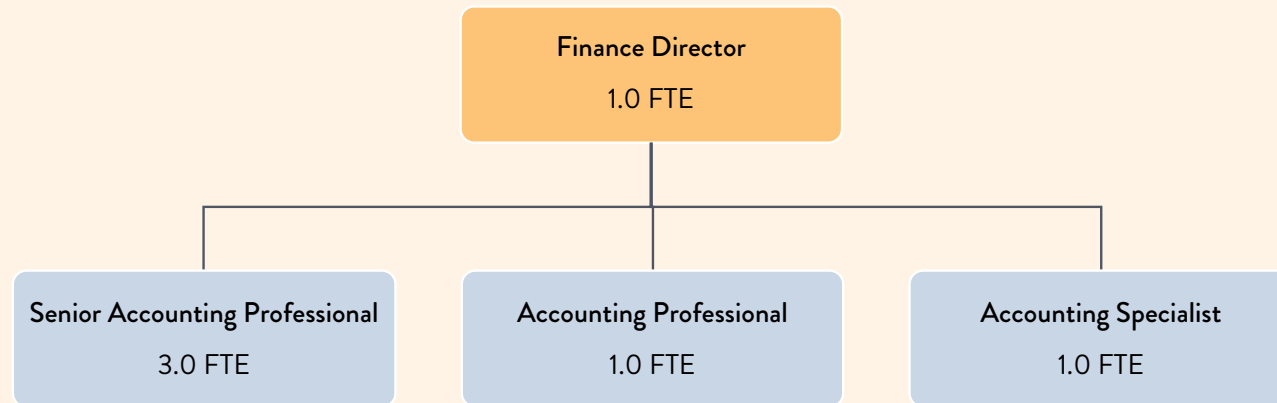 Finance Director
1.0 FTE
Senior Accounting Professional
3.0 FTE
Accounting Professional
1.0 FTE
Accounting Specialist
1.0 FTE